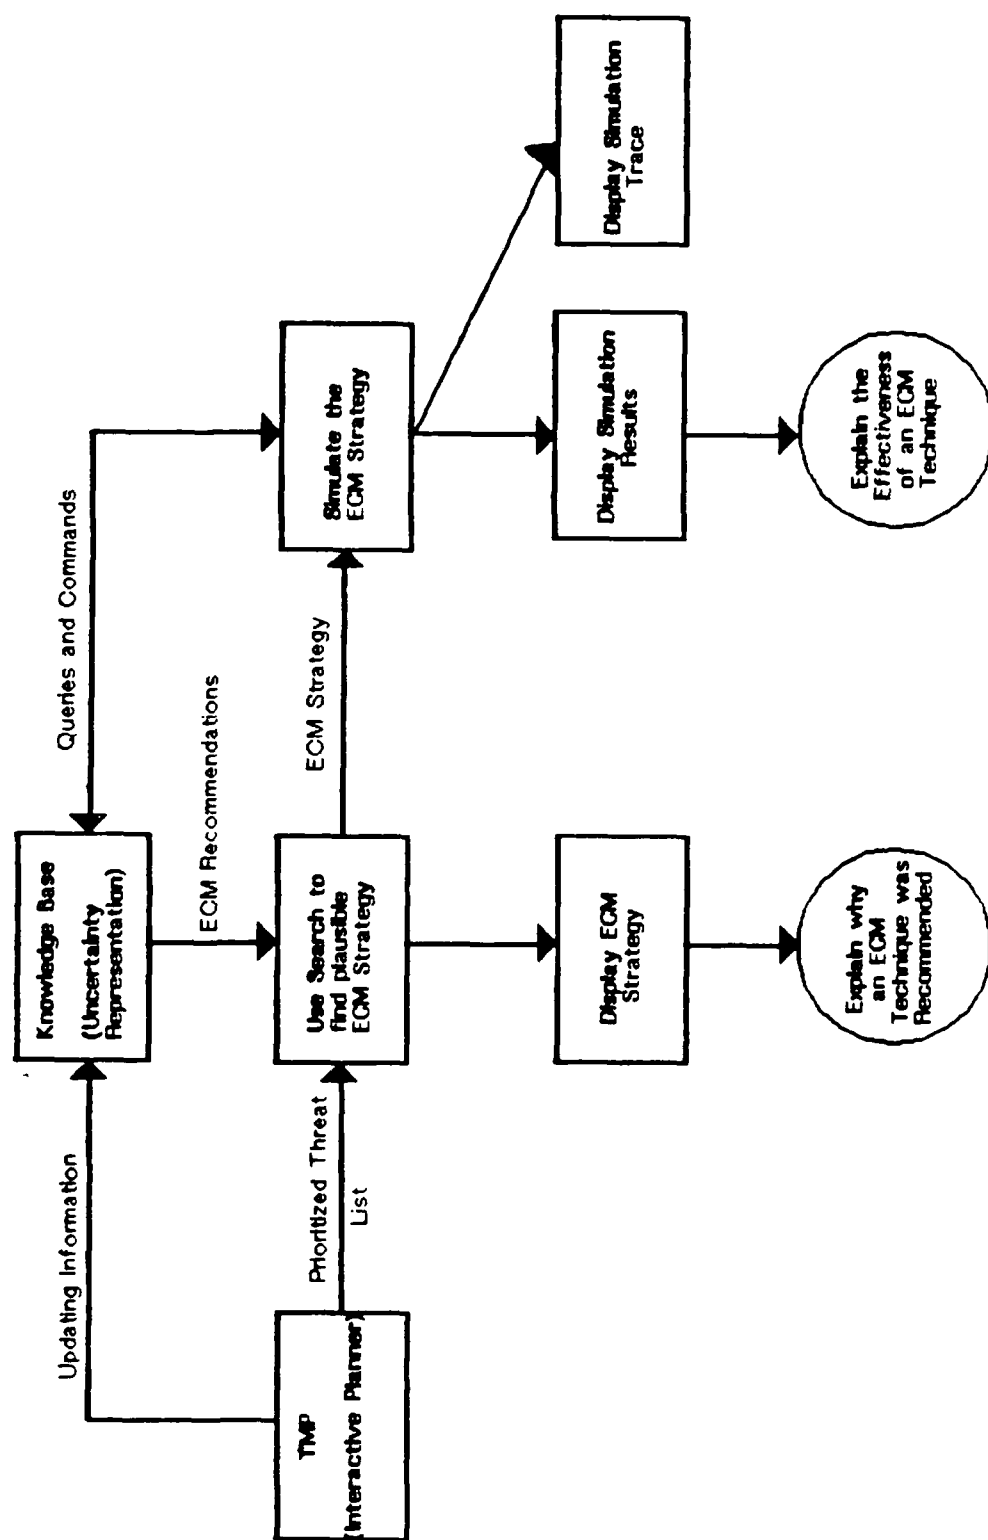 Updating Information
Knowledge Base
(Uncertainty
Representation)
Queries and Commands
ECM Recommendations
TMP
(Interactive Planner)
Prioritized Threat
List
Use Search to
find plausible
ECM Strategy
ECM Strategy
Simulate the
ECM Strategy
Display ECM
Strategy
Display Simulation
Results
Display Simulation
Trace
Explain why
an ECM
Technique was
Recommended
Explain the
Effectiveness
of an ECM
Technique